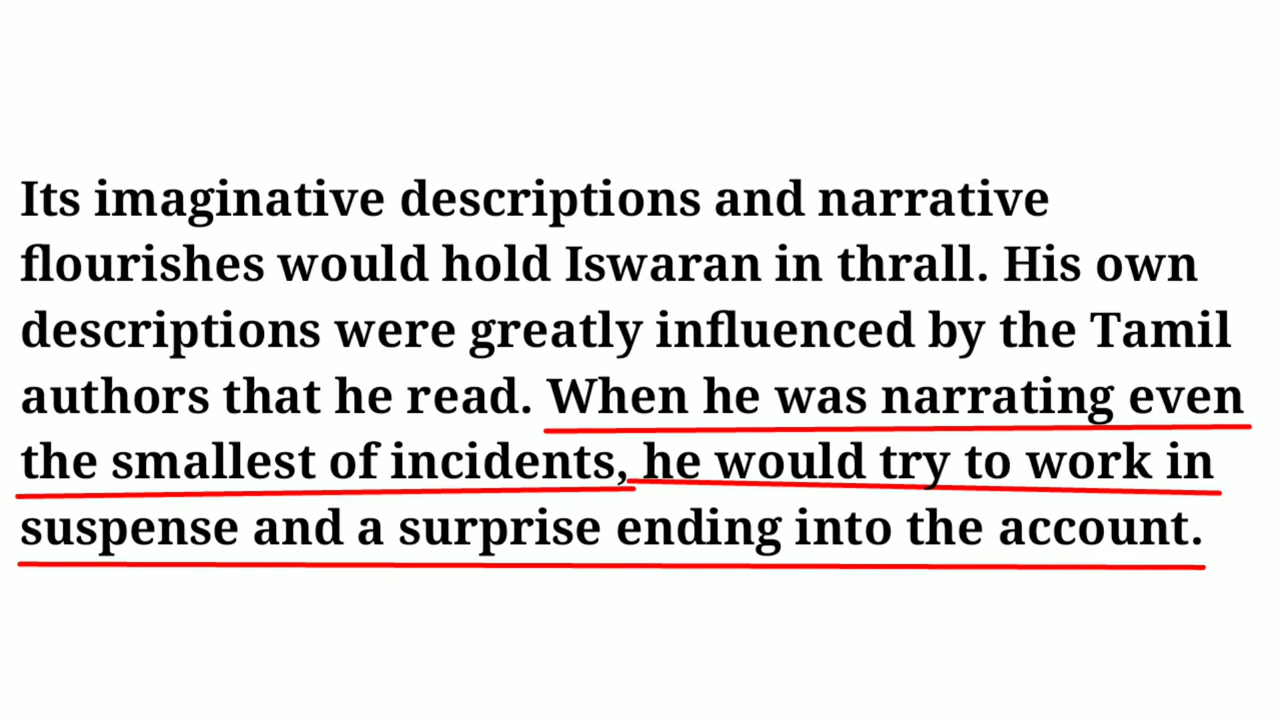 Its imaginative descriptions and narrative
flourishes would hold Iswaran in thrall. His own
descriptions were greatly influenced by the Tamil
authors that he read. When he was narrating even
the smallest of incidents, he would try to work in
suspense and a surprise ending into the account.